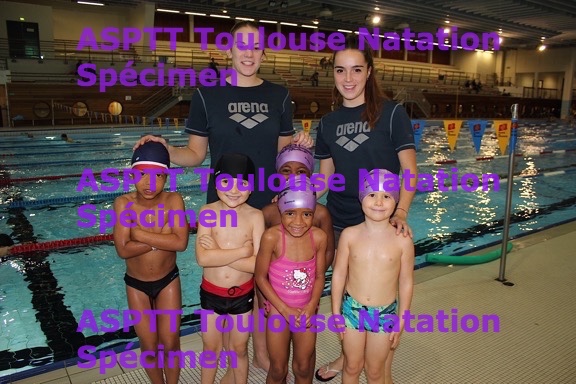 ASPTT Toulouse Natation
Spécimen
arena
arena
ASPTT Toulouse Natation
Spécimen
ASPTT Toulouse Natation
Spécimen